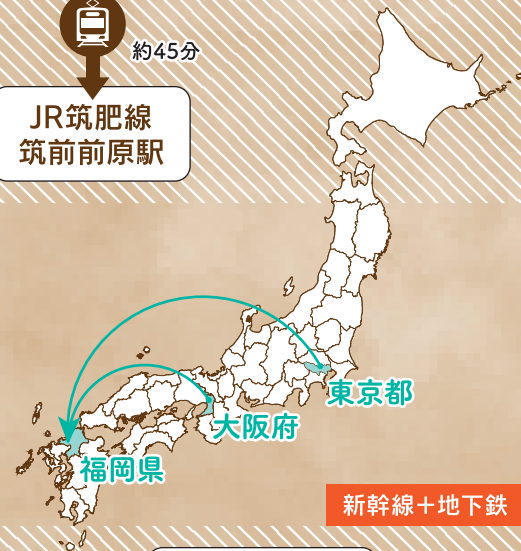 約45分
JR筑肥線
筑前前原駅
東京都
大阪府
福岡県
新幹線＋地下鉄